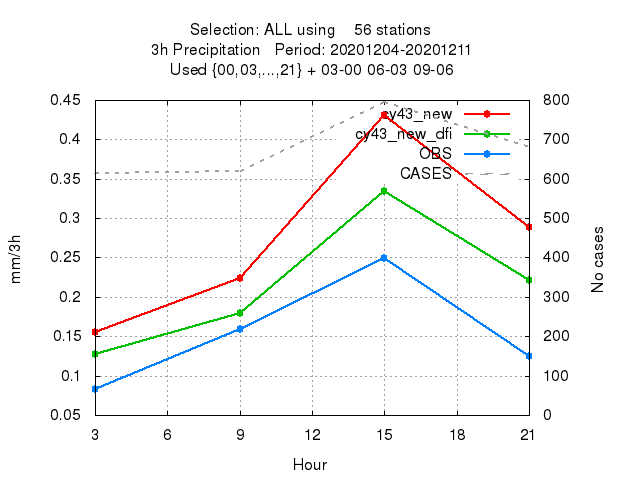 Selection: ALL using    56 stations
3h Precipitation   Period: 20201204-20201211
Used {00,03,...,21} + 03-00 06-03 09-06
0.45
0.4
0.35
0.3
0.25
0.2
0.15
0.1
0.05
mm/3h
800
700
600
500
400
300
200
100
0
No cases
cy43_new
cy43_new_dfi
OBS
CASES
3 6 9 12 15 18 21
Hour